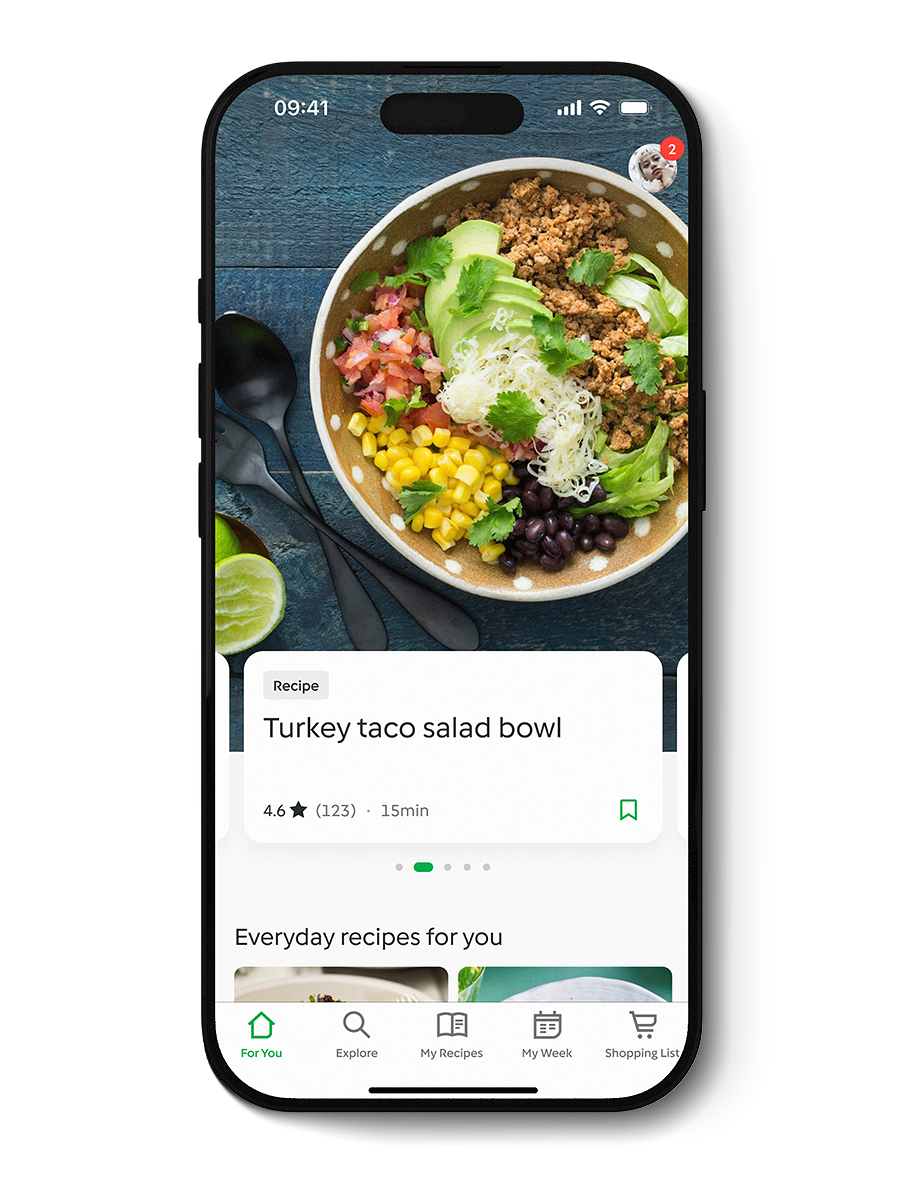 09:41
2
Recipe
Turkey taco salad bowl
4.6 ★ (123) · 15min
Everyday recipes for you
For You
Explore
My Recipes
My Week
Shopping List